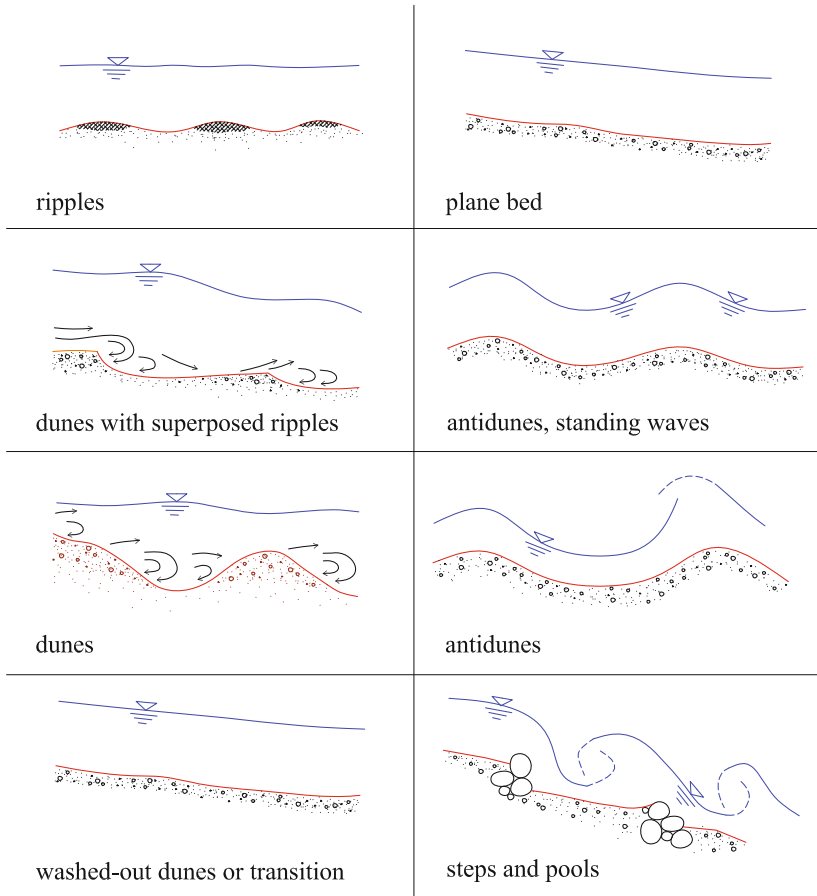 ripples
plane bed
dunes with superposed ripples
antidunes, standing waves
dunes
antidunes
washed-out dunes or transition
steps and pools